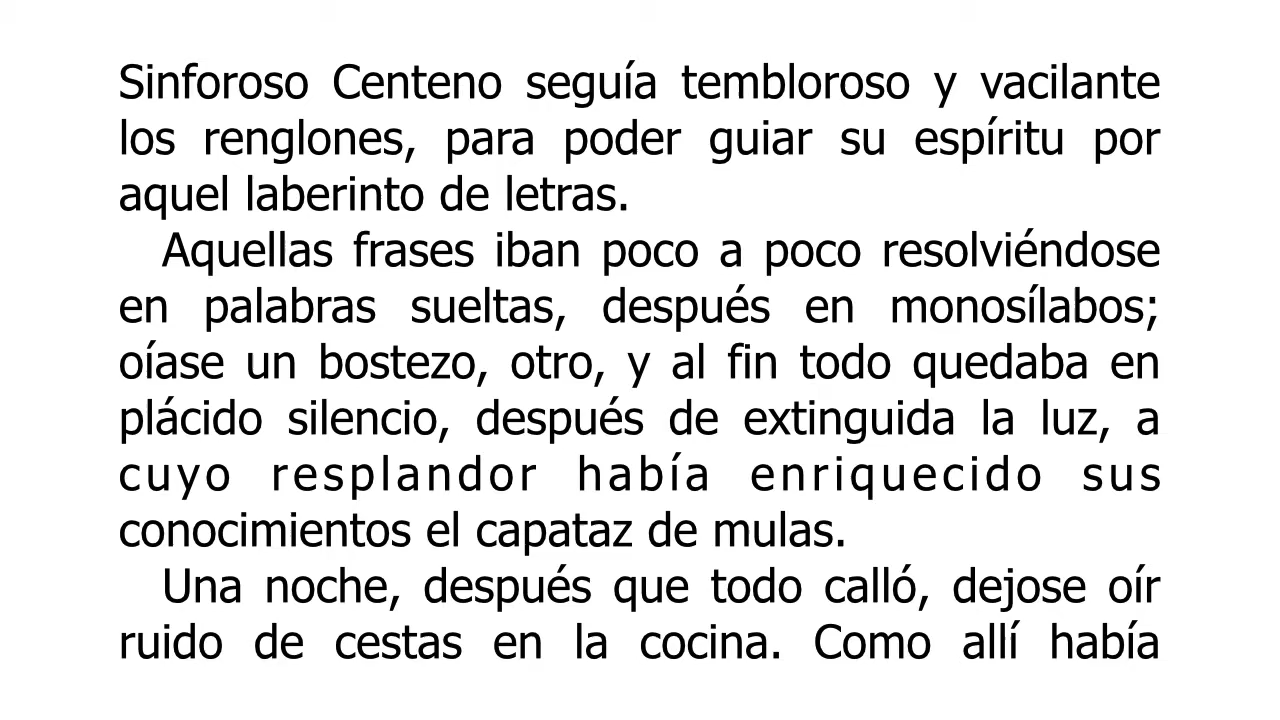 Sinforoso Centeno seguía tembloroso y vacilante
los renglones, para poder guiar su espíritu por
aquel laberinto de letras.
Aquellas frases iban poco a poco resolviéndose
en palabras sueltas, después en monosílabos;
oíase un bostezo, otro, y al fin todo quedaba en
plácido silencio, después de extinguida la luz, a
cuyo resplandor había enriquecido sus
conocimientos el capataz de mulas.
Una noche, después que todo calló, dejose oír
ruido de cestas en la cocina. Como allí había